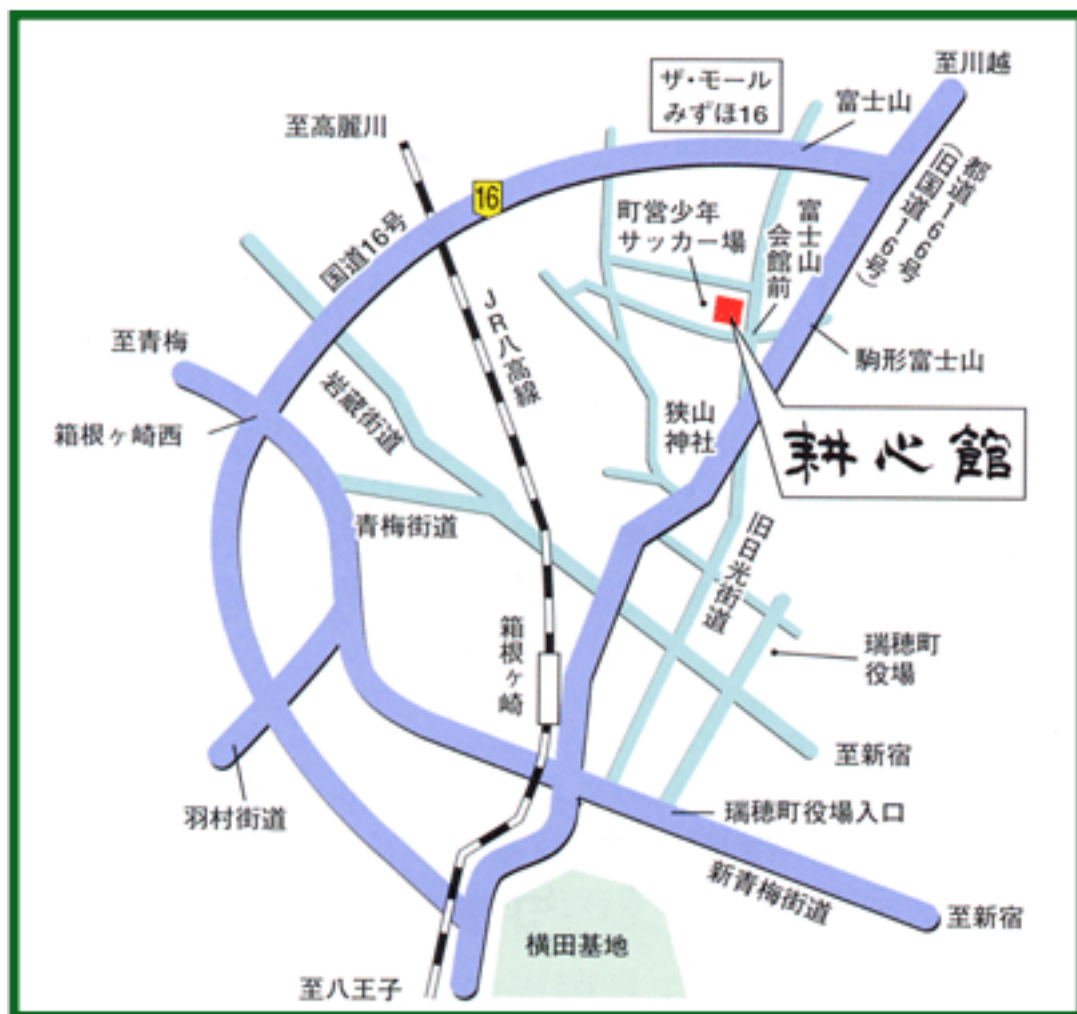 至川越
ザ・モール
みずほ16
富士山
至高麗川
都道166号
(旧国道16号)
16
国道16号
町営少年
サッカー場
富士山
会館前
JR八高線
至青梅
岩蔵街道
駒形富士山
箱根ヶ崎西
狭山
神社
耕心館
青梅街道
旧日光街道
箱根ヶ崎
瑞穂町
役場
至新宿
羽村街道
瑞穂町役場入口
新青梅街道
至新宿
横田基地
至八王子